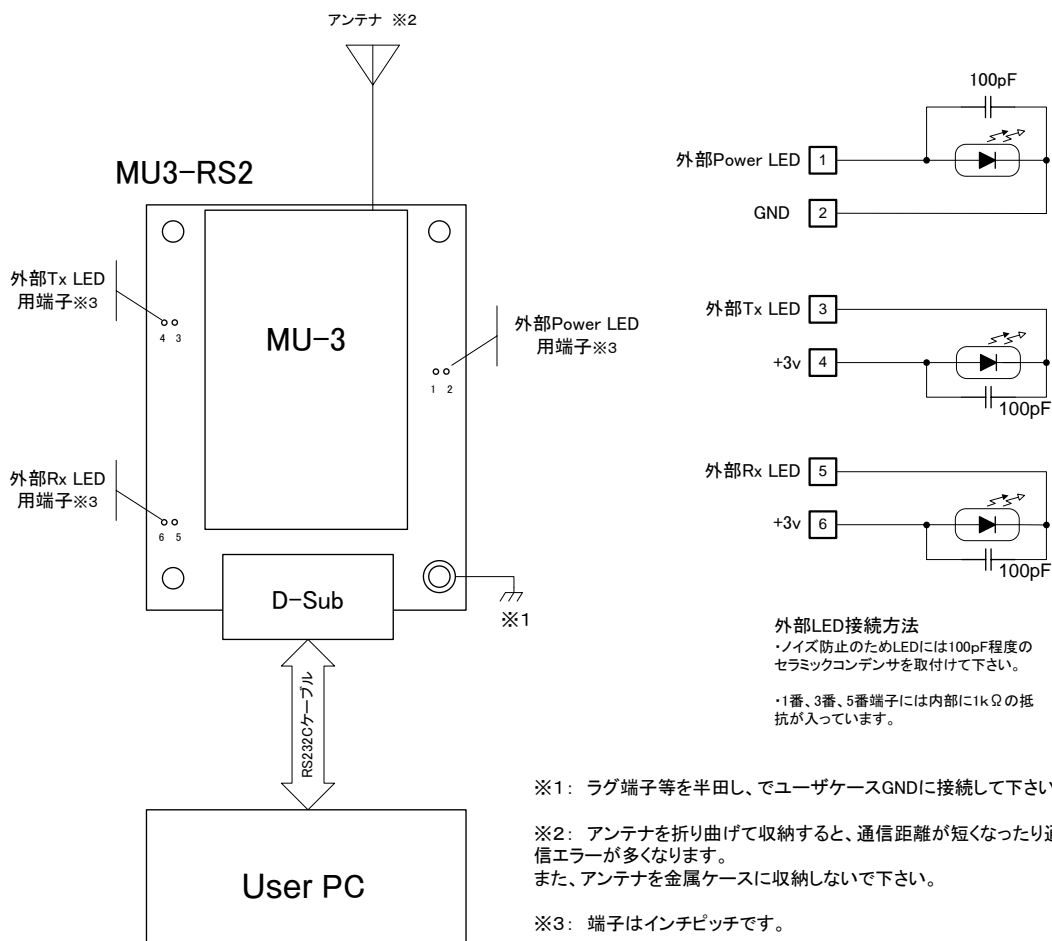 アンテナ ※2
MU3-RS2
外部Tx LED
用端子※3
4 3
MU-3
外部Power LED
用端子※3
1 2
外部Rx LED
用端子※3
6 5
D-Sub
※1
RS232Cケーブル
User PC
100pF
外部Power LED 1
GND 2
外部Tx LED 3
+3v 4
100pF
外部Rx LED 5
+3v 6
100pF
外部LED接続方法
・ノイズ防止のためLEDには100pF程度の
セラミックコンデンサを取付けて下さい。
・1番、3番、5番端子には内部に1kΩの抵
抗が入っています。
※1: ラグ端子等を半田し、でユーザケースGNDに接続して下さい
※2: アンテナを折り曲げて収納すると、通信距離が短くなったり通
信エラーが多くなります。
また、アンテナを金属ケースに収納しないで下さい。
※3: 端子はインチピッチです。